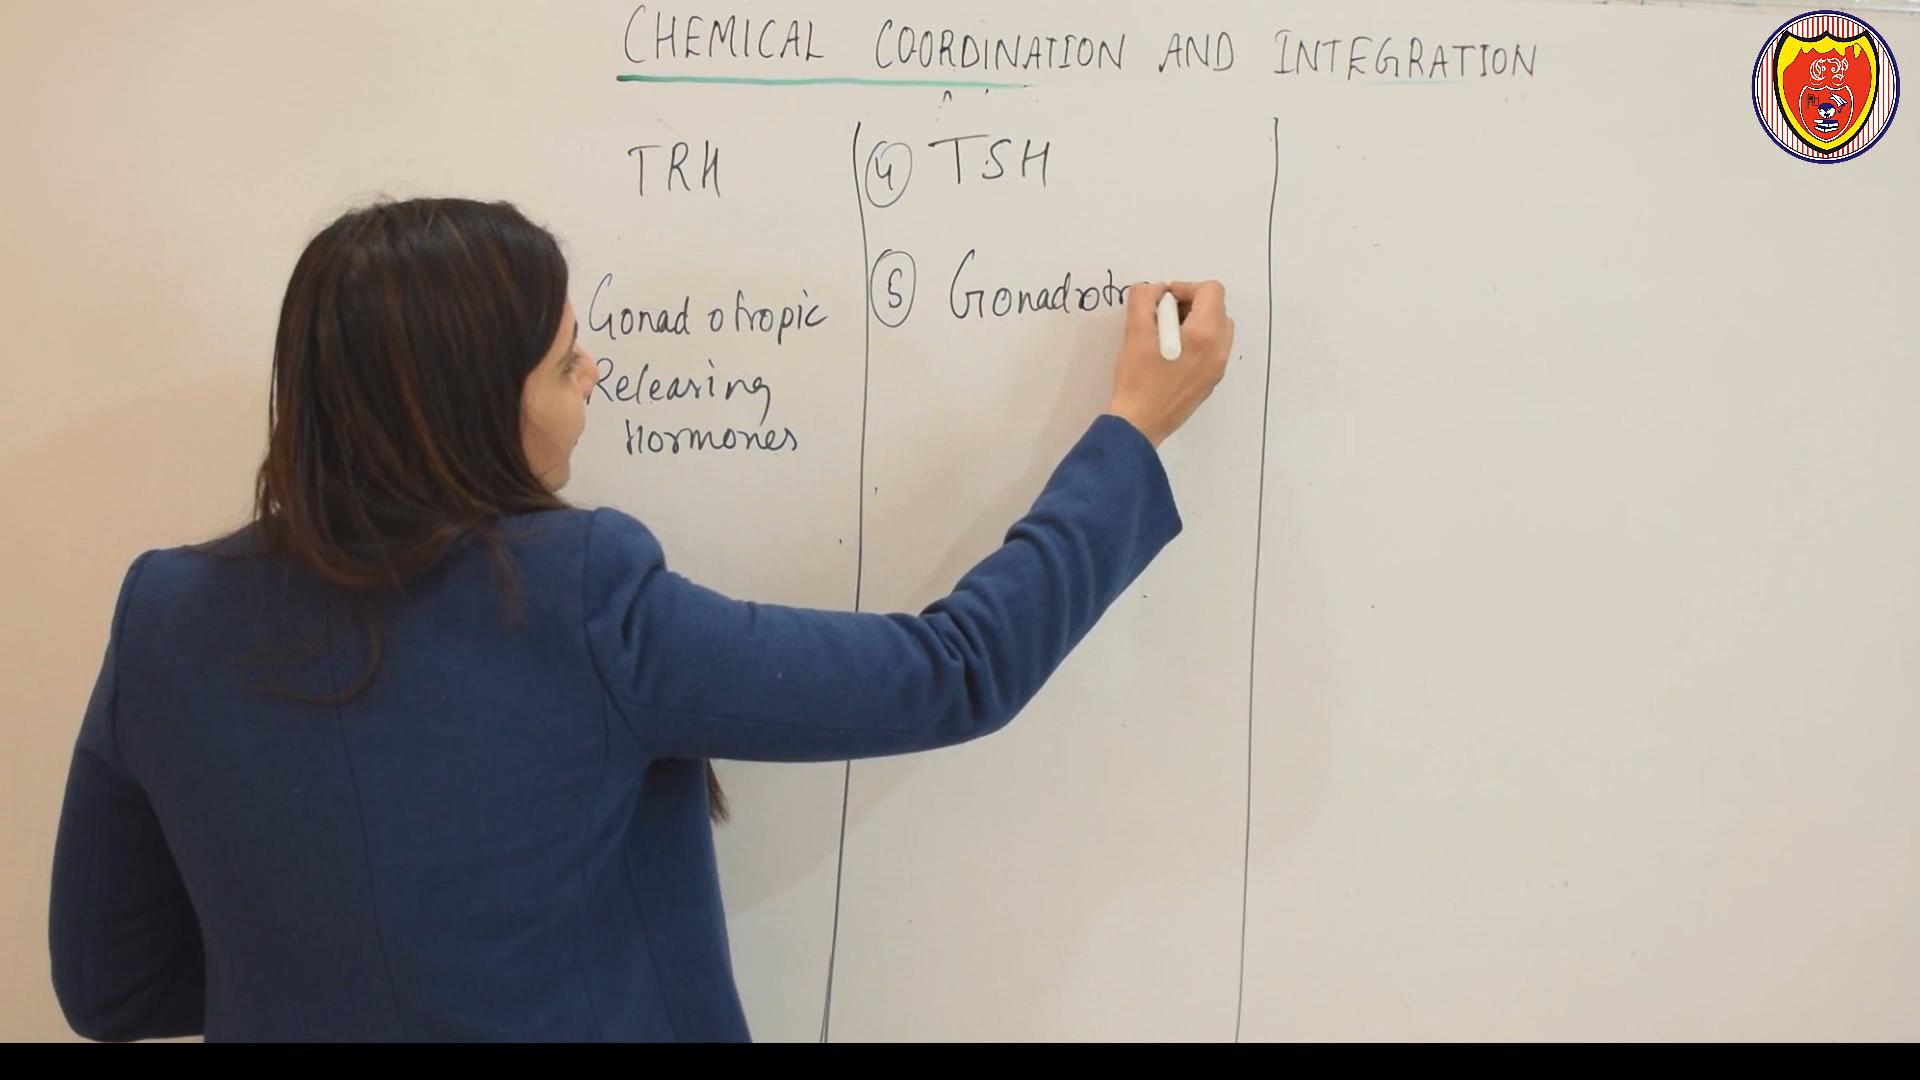 CHEMICAL COORDINATION AND INTEGRATION
TRH
Gonadotropic
Releasing
Hormones
4 TSH
5 Gonadotr